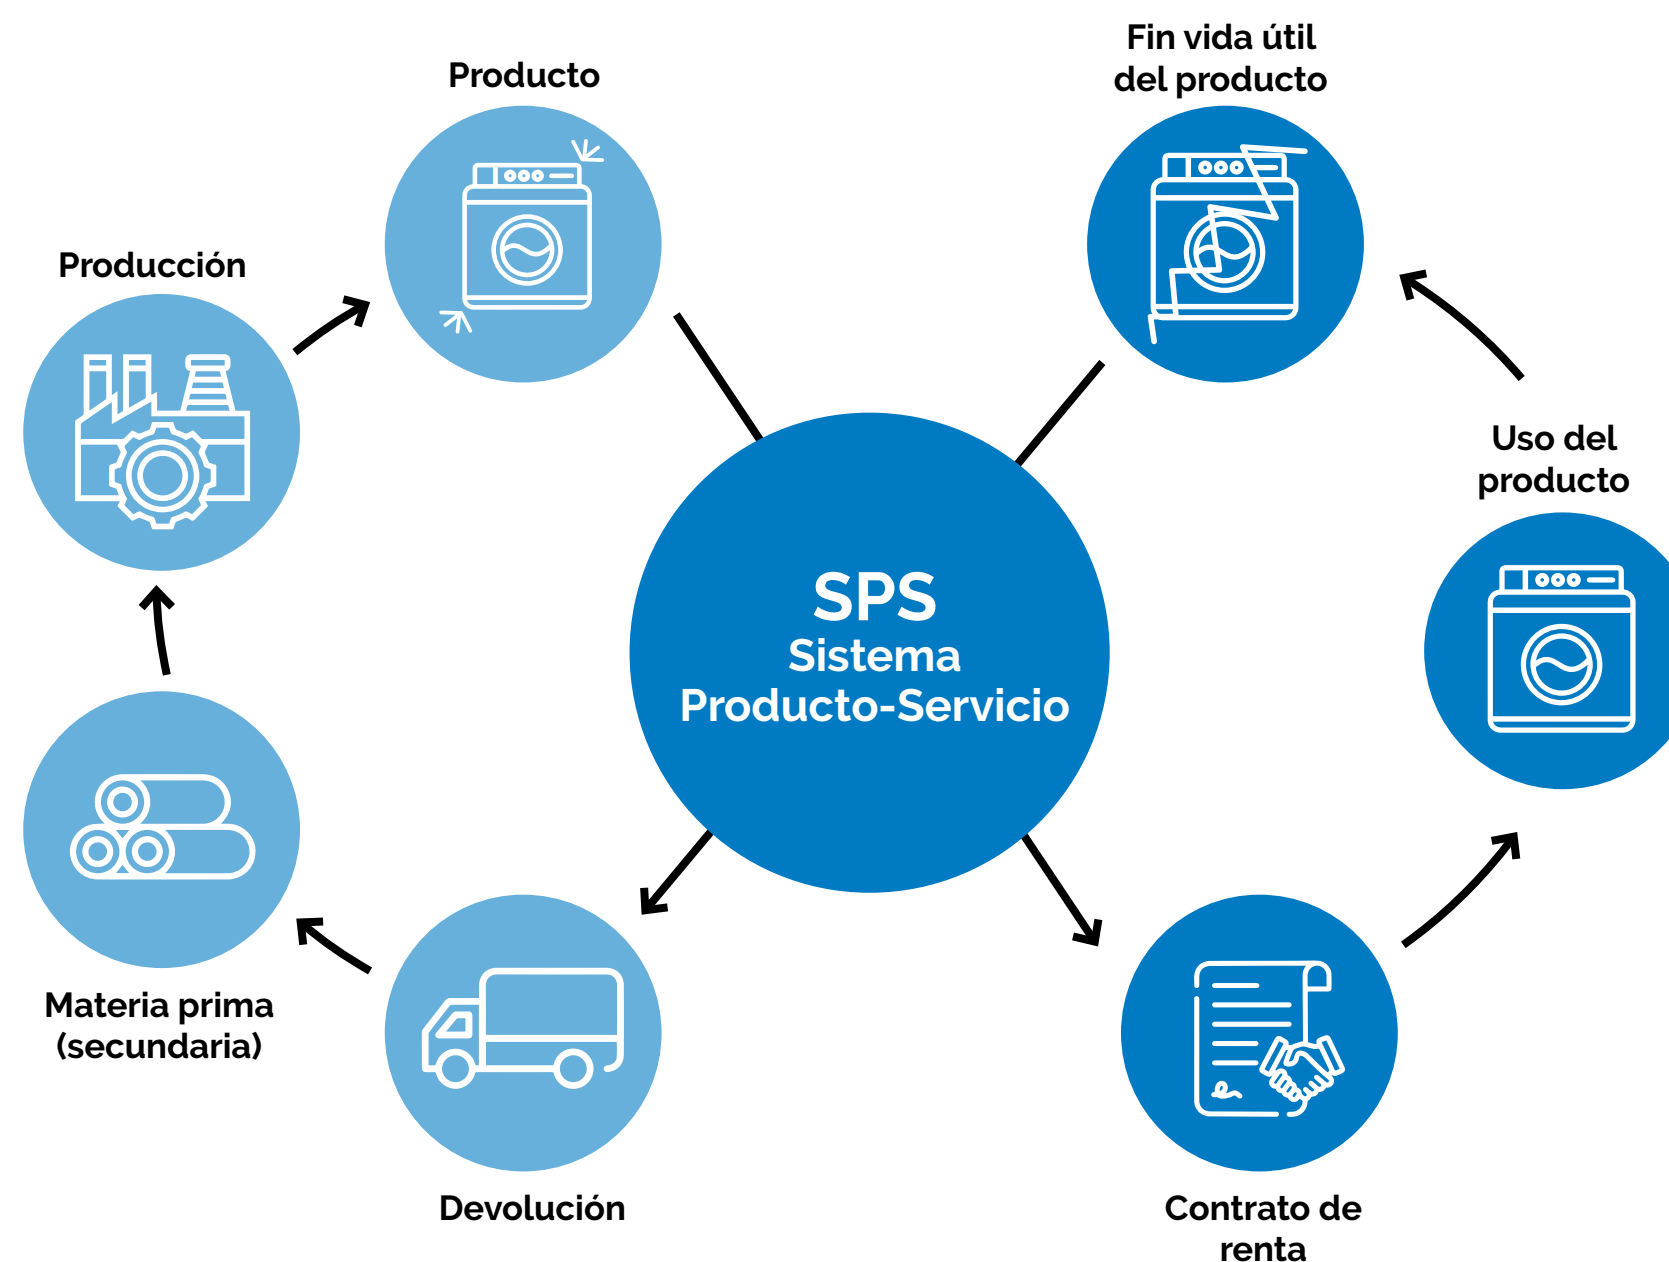 Producto
Fin vida útil
del producto
Producción
Uso del
producto
SPS
Sistema
Producto-Servicio
Materia prima
(secundaria)
Devolución
Contrato de
renta